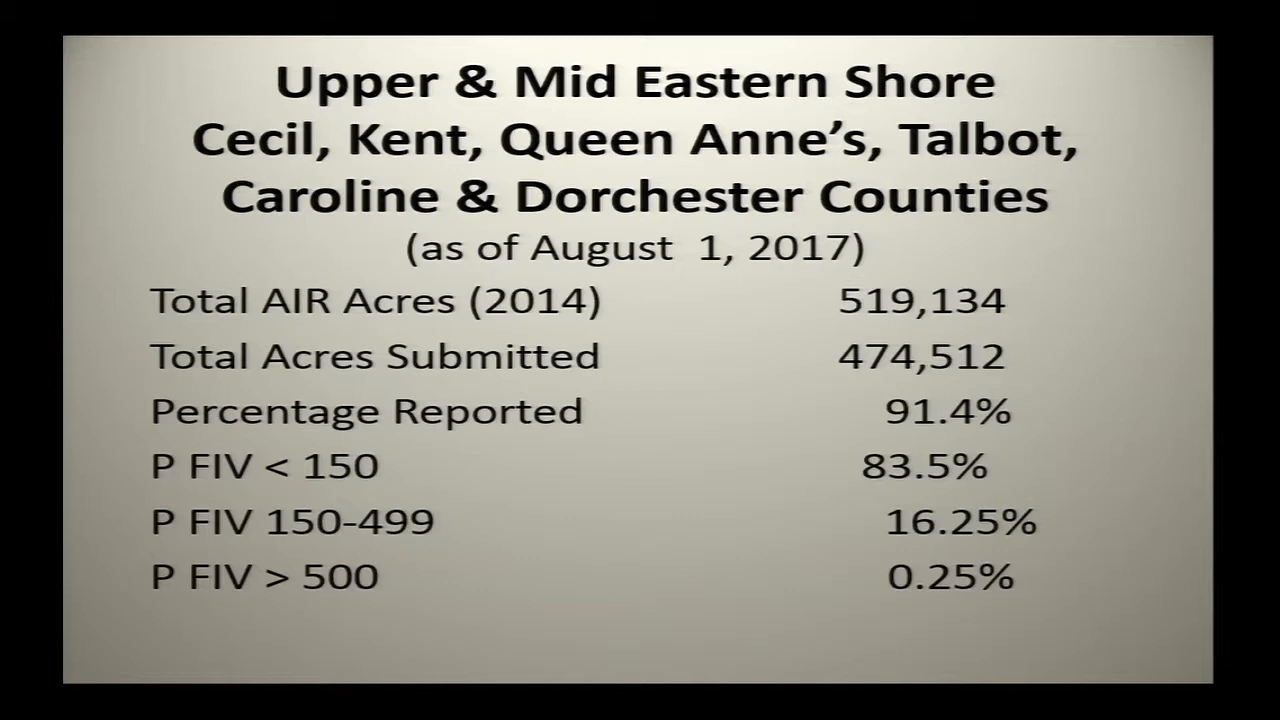 Upper & Mid Eastern Shore
Cecil, Kent, Queen Anne’s, Talbot,
Caroline & Dorchester Counties
(as of August 1, 2017)
Total AIR Acres (2014) 519,134
Total Acres Submitted 474,512
Percentage Reported 91.4%
P FIV < 150 83.5%
P FIV 150-499 16.25%
P FIV > 500 0.25%